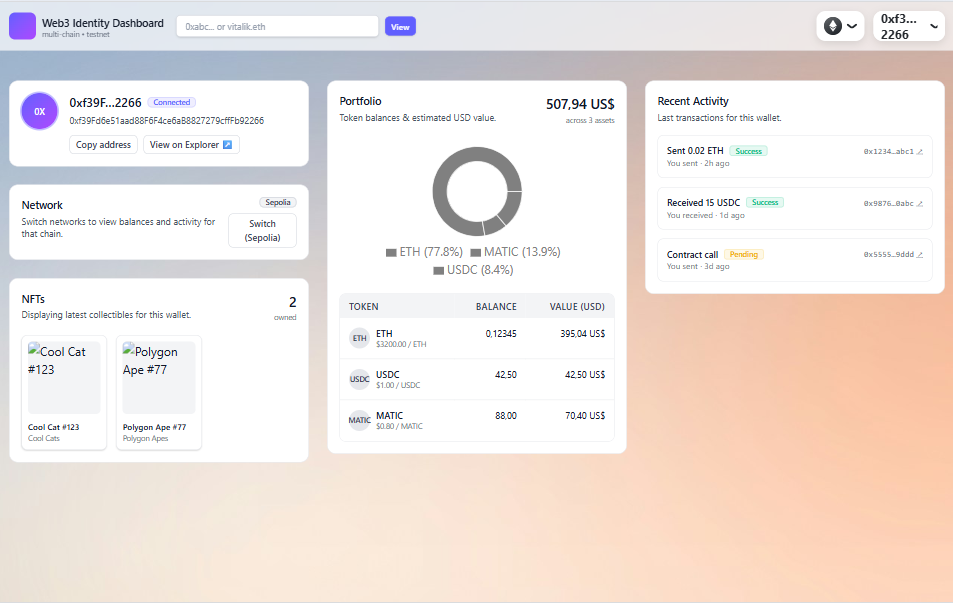 Web3 Identity Dashboard
multi-chain • testnet
0xabc... or vitalik.eth
View
0xf3...
2266
0X
0xf39F...2266
Connected
0xf39Fd6e51aad88F6F4ce6aB8827279cffFb92266
Copy address
View on Explorer ↗
Network
Sepolia
Switch networks to view balances and activity for
that chain.
Switch
(Sepolia)
NFTs
2
Displaying latest collectibles for this wallet.
owned
Cool Cat
#123
Polygon
Ape #77
Cool Cat #123
Cool Cats
Polygon Ape #77
Polygon Apes
Portfolio
507,94 US$
Token balances & estimated USD value.
across 3 assets
ETH (77.8%) MATIC (13.9%)
USDC (8.4%)
TOKEN BALANCE VALUE (USD)
ETH ETH 0,12345 395,04 US$
$3200.00 / ETH
USDC USDC 42,50 42,50 US$
$1.00 / USDC
MATIC MATIC 88,00 70,40 US$
$0.80 / MATIC
Recent Activity
Last transactions for this wallet.
Sent 0.02 ETH Success 0x1234…abc1
You sent · 2h ago
Received 15 USDC Success 0x9876…0abc
You received · 1d ago
Contract call Pending 0x5555…9ddd
You sent · 3d ago